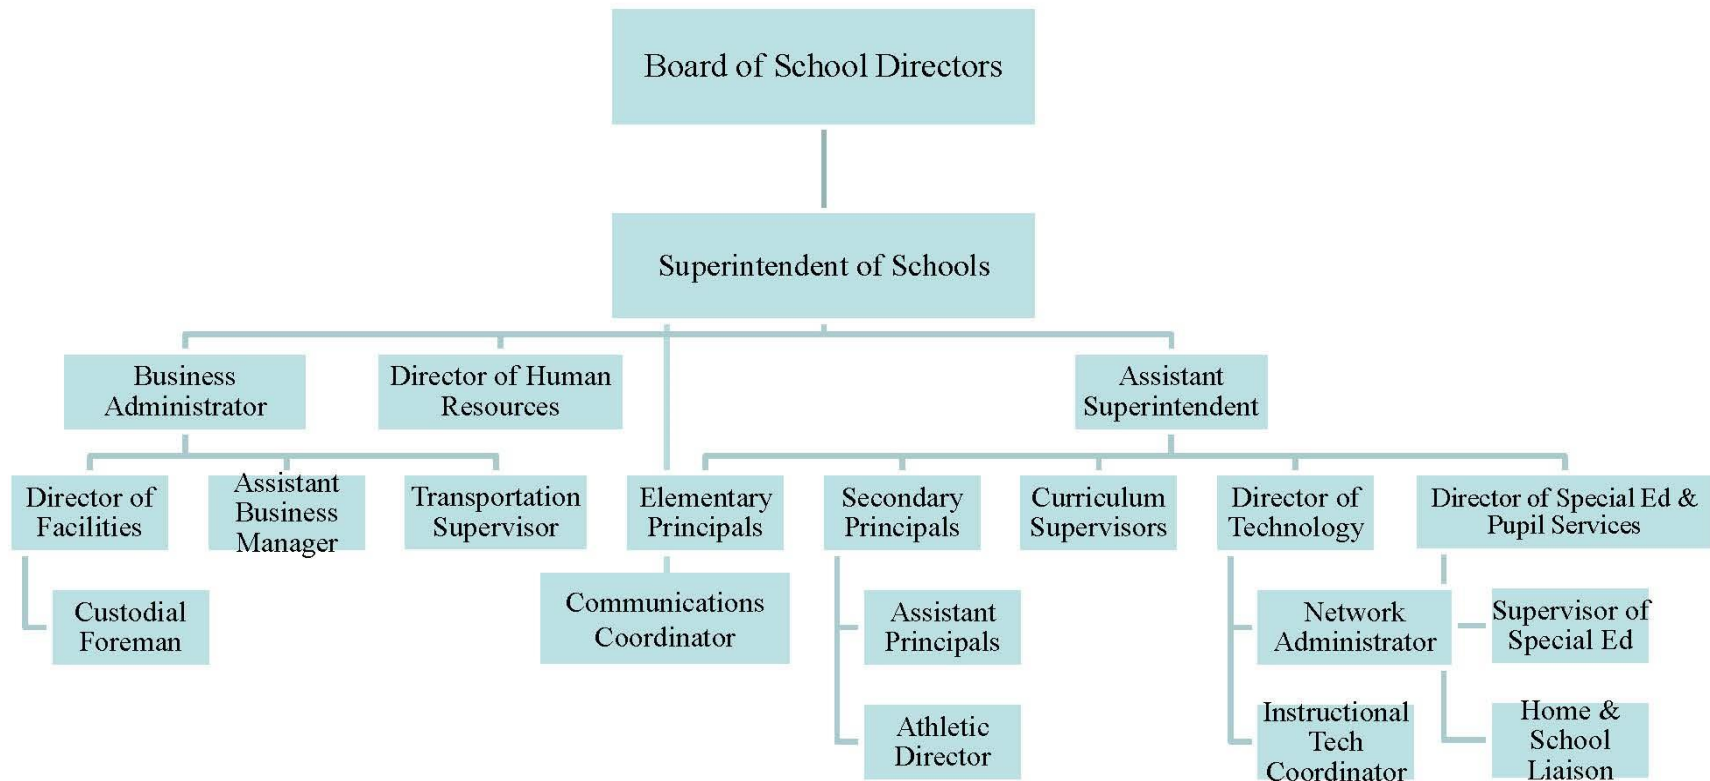 Board of School Directors
Superintendent of Schools
Business
Administrator
Director of Human
Resources
Assistant
Superintendent
Director of
Facilities
Assistant
Business
Manager
Transportation
Supervisor
Elementary
Principals
Secondary
Principals
Curriculum
Supervisors
Director of
Technology
Director of Special Ed &
Pupil Services
Custodial
Foreman
Communications
Coordinator
Assistant
Principals
Network
Administrator
Supervisor of
Special Ed
Athletic
Director
Instructional
Tech
Coordinator
Home &
School
Liaison